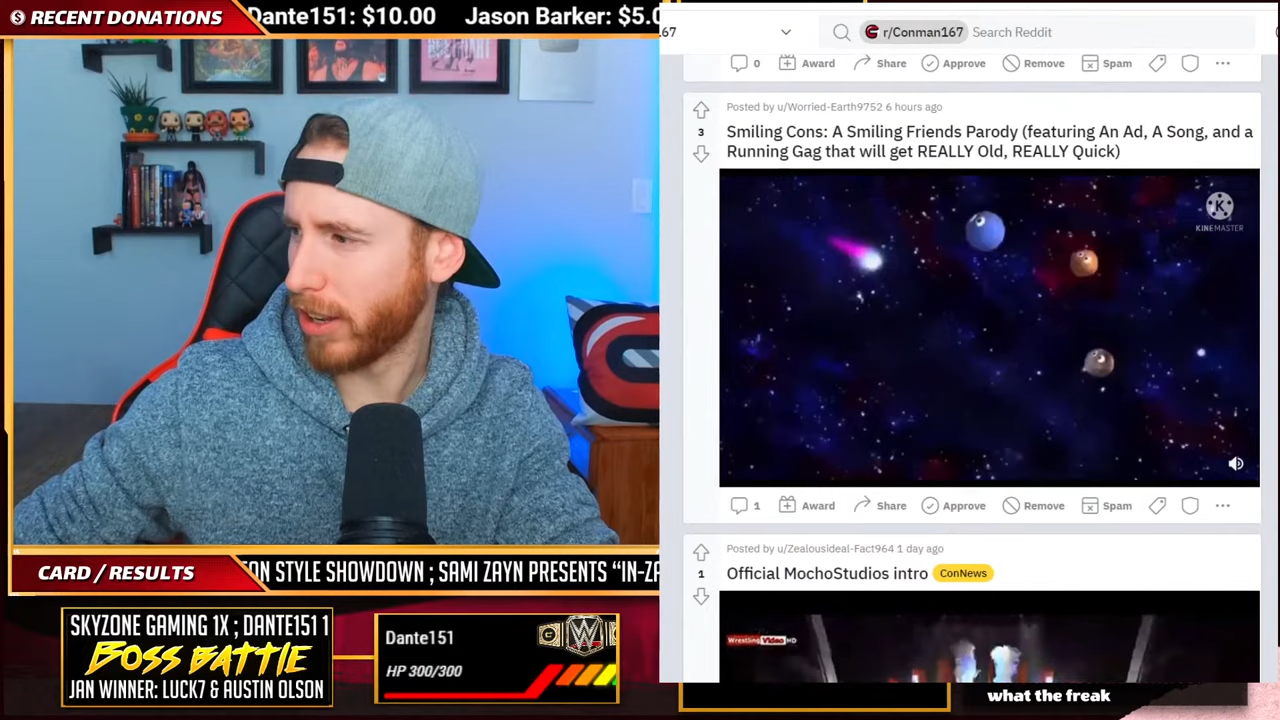 RECENT DONATIONS
Dante151: $10.00 Jason Barker: $5.0
.67
r/Conman167 Search Reddit
0 Award Share Approve Remove Spam
Posted by u/Worried-Earth9752 6 hours ago
3
Smiling Cons: A Smiling Friends Parody (featuring An Ad, A Song, and a
Running Gag that will get REALLY Old, REALLY Quick)
KINEMASTER
1 Award Share Approve Remove Spam
Posted by u/Zealousideal-Fact964 1 day ago
1
Official MochoStudios intro ConNews
Wrestling Video HD
CARD / RESULTS
ON STYLE SHOWDOWN ; SAMI ZAYN PRESENTS “IN-ZA
SKYZONE GAMING 1X ; DANTE151 1
BOSS BATTLE
JAN WINNER: LUCK7 & AUSTIN OLSON
Dante151
HP 300/300
what the freak